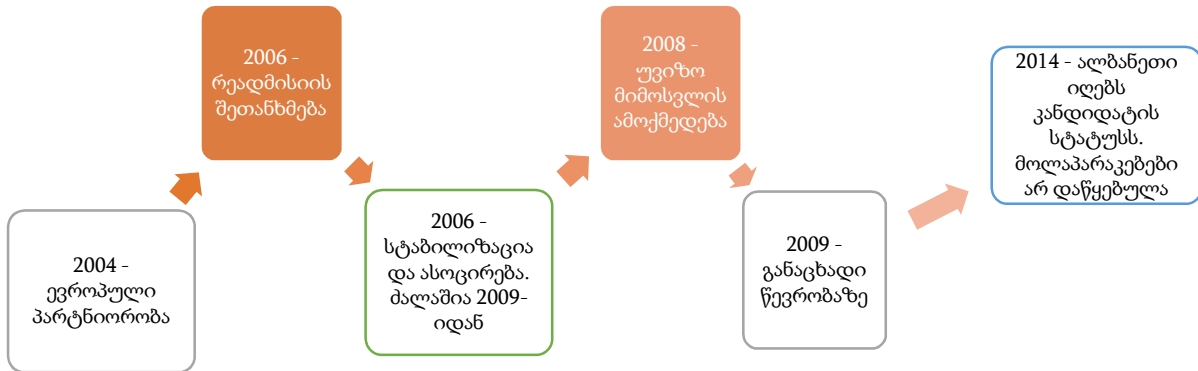 2004 -
ევროპული
პარტნიორობა
2006 -
რეადმისიის
შეთანხმება
2006 -
სტაბილიზაცია
და ასოცირება.
ძალაშია 2009-
იდან
2008 -
უვიზო
მიმოსვლის
ამოქმედება
2009 -
განაცხადი
წევრობაზე
2014 - ალბანეთი
იღებს
კანდიდატის
სტატუსს.
მოლაპარაკებები
არ დაწყებულა